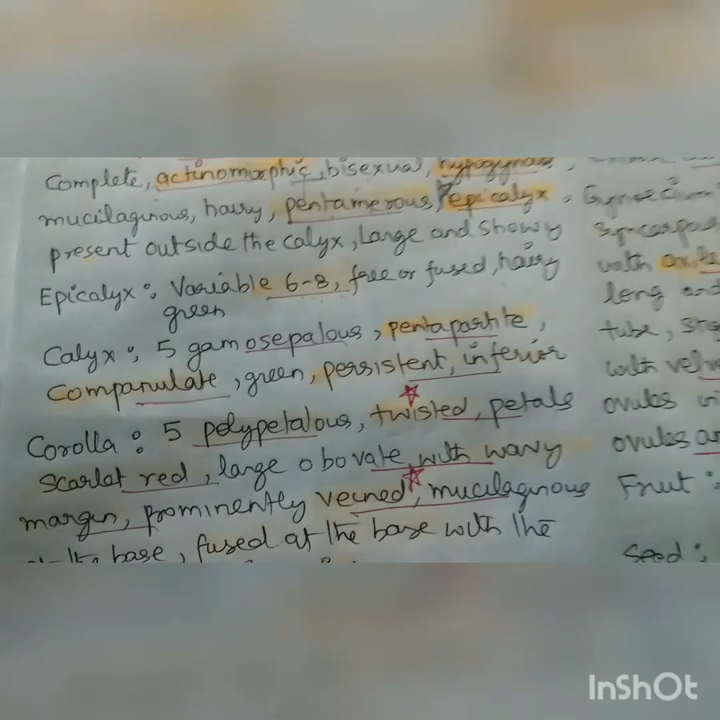 Complete, actinomorphic, bisexual, hypogynous,
mucilaginous, hairy, pentamerous, epicalyx
present outside the calyx, large and showy
Epicalyx: Variable 6-8, free or fused, hairy
green
Calyx: 5 gamosepalous, pentapartite,
Companulate, green, persistent, inferior
Corolla: 5 polypetalous, twisted, petals
Scarlet red, large obovate, with wavy
margin, prominently veined, mucilaginous
the base, fused at the base with the
Gynoecium
Syncarpous
with axile
long and
tube,
with
ovules
ovules
Fruit:
Seed:
InShOt